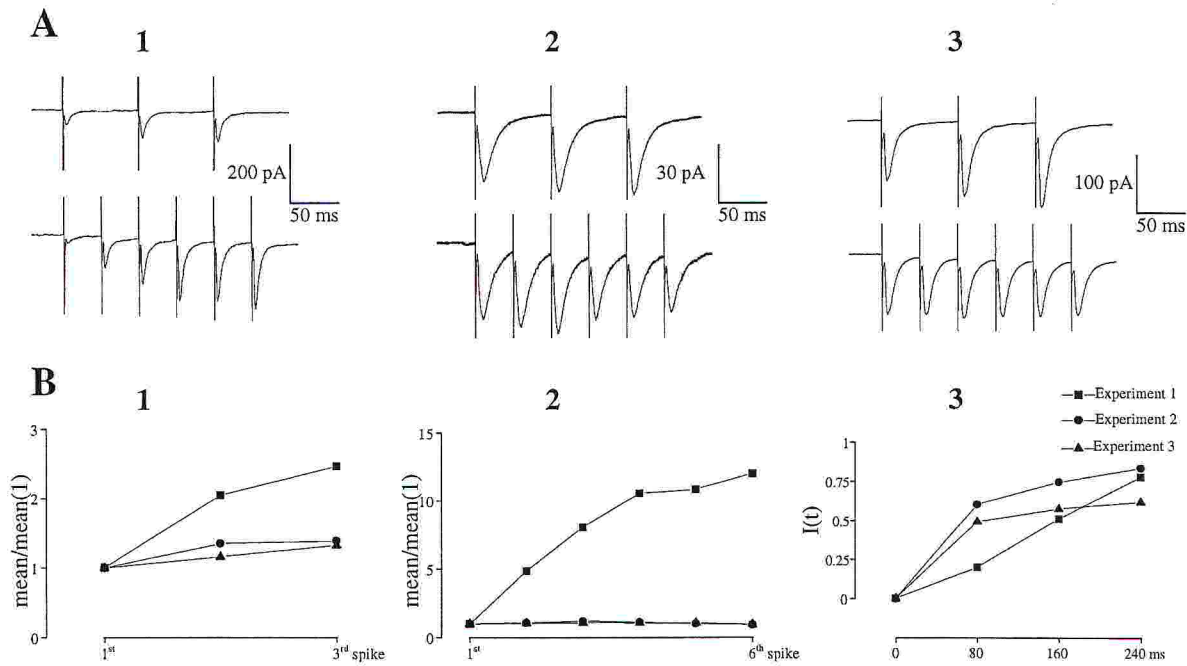 A
1
2
3
200 pA
50 ms
30 pA
50 ms
100 pA
50 ms
B
1
2
3
Experiment 1
Experiment 2
Experiment 3
mean/mean(1)
3
2
1
0
1st
3rd spike
mean/mean(1)
15
10
5
0
1st
6th spike
I(t)
1
0.75
0.5
0.25
0
0
80
160
240 ms